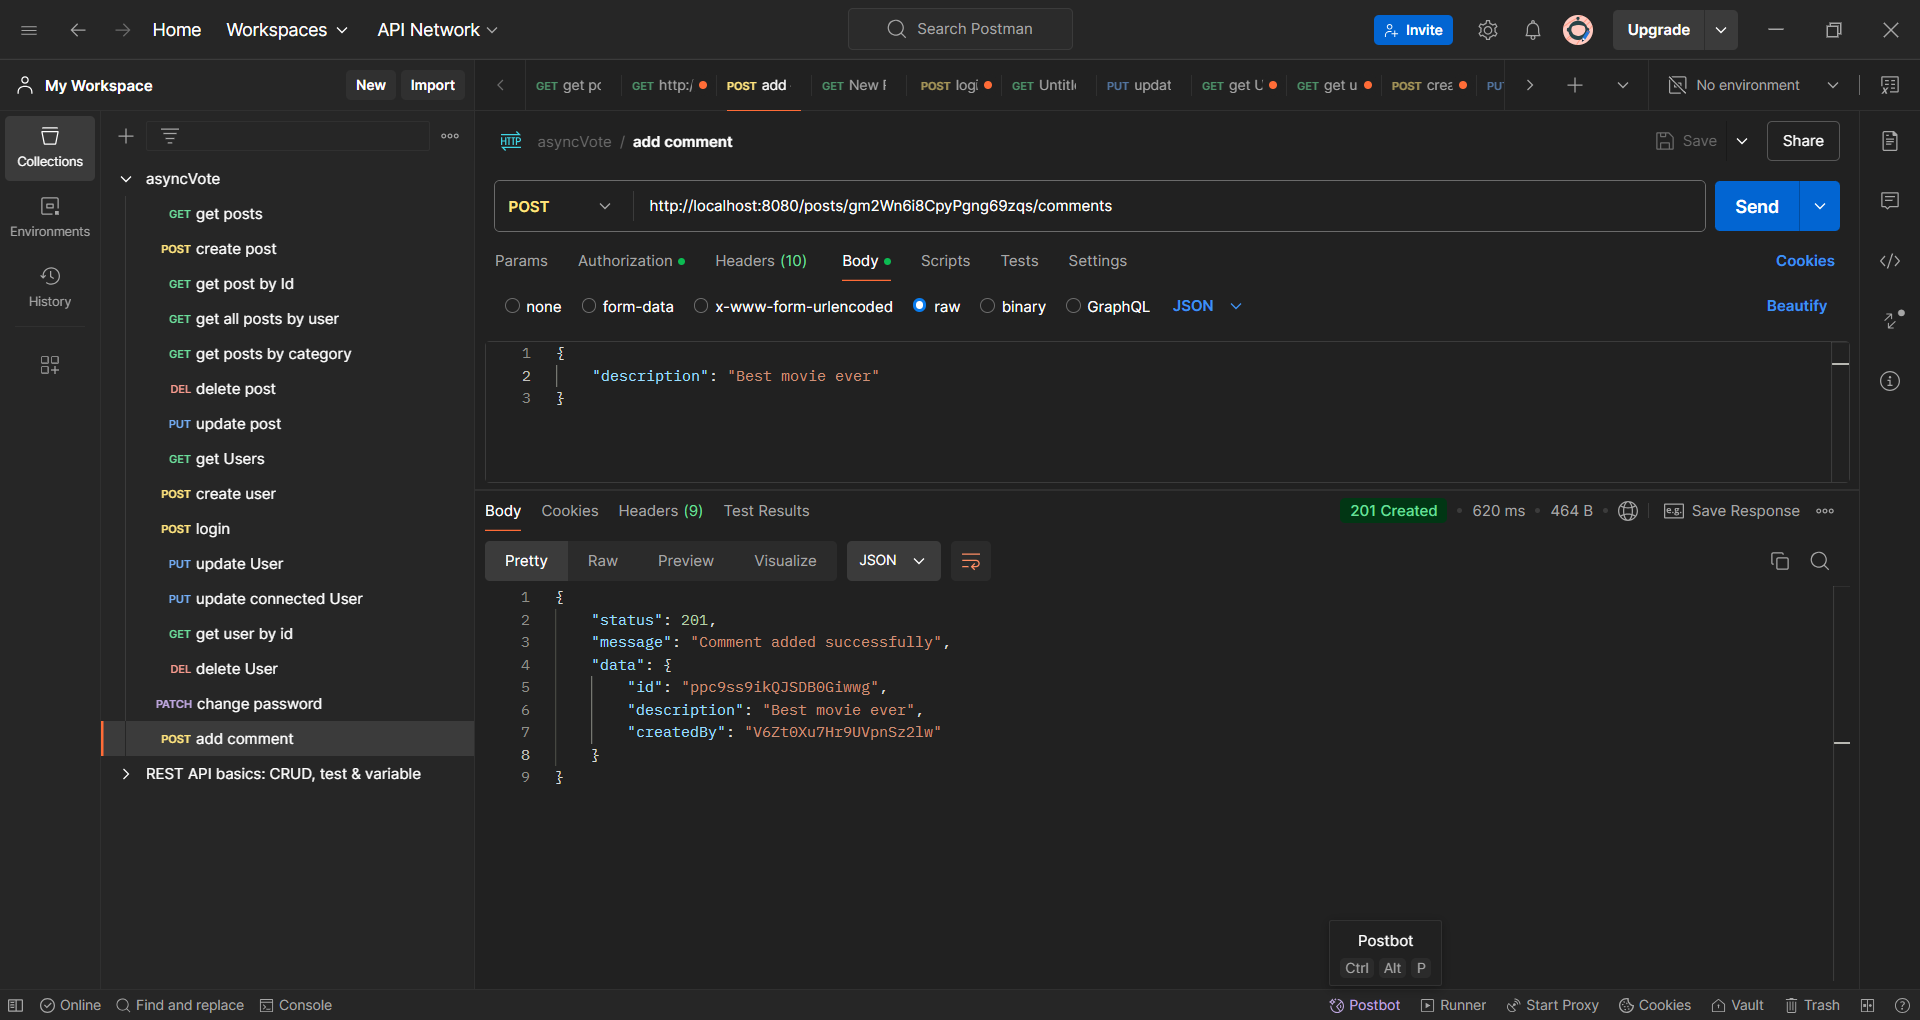 Home Workspaces API Network Search Postman Invite Upgrade
My Workspace New Import GET get po GET http:/ POST add GET New F POST logi GET Untitle PUT updat GET get U GET get u POST crea PU No environment
Collections
Environments
History
asyncVote
GET get posts
POST create post
GET get post by Id
GET get all posts by user
GET get posts by category
DEL delete post
PUT update post
GET get Users
POST create user
POST login
PUT update User
PUT update connected User
GET get user by id
DEL delete User
PATCH change password
POST add comment
REST API basics: CRUD, test & variable
HTTP asyncVote / add comment Save Share
POST http://localhost:8080/posts/gm2Wn6i8CpyPgng69zqs/comments Send
Params Authorization Headers (10) Body Scripts Tests Settings Cookies
none form-data x-www-form-urlencoded raw binary GraphQL JSON Beautify
1 {
2 "description": "Best movie ever"
3 }
Body Cookies Headers (9) Test Results 201 Created 620 ms 464 B e.g. Save Response
Pretty Raw Preview Visualize JSON
1 {
2 "status": 201,
3 "message": "Comment added successfully",
4 "data": {
5 "id": "ppc9ss9ikQJSDB0Giwwg",
6 "description": "Best movie ever",
7 "createdBy": "V6Zt0Xu7Hr9UVpnSz2lw"
8 }
9 }
Postbot
Ctrl Alt P
Online Find and replace Console Postbot Runner Start Proxy Cookies Vault Trash